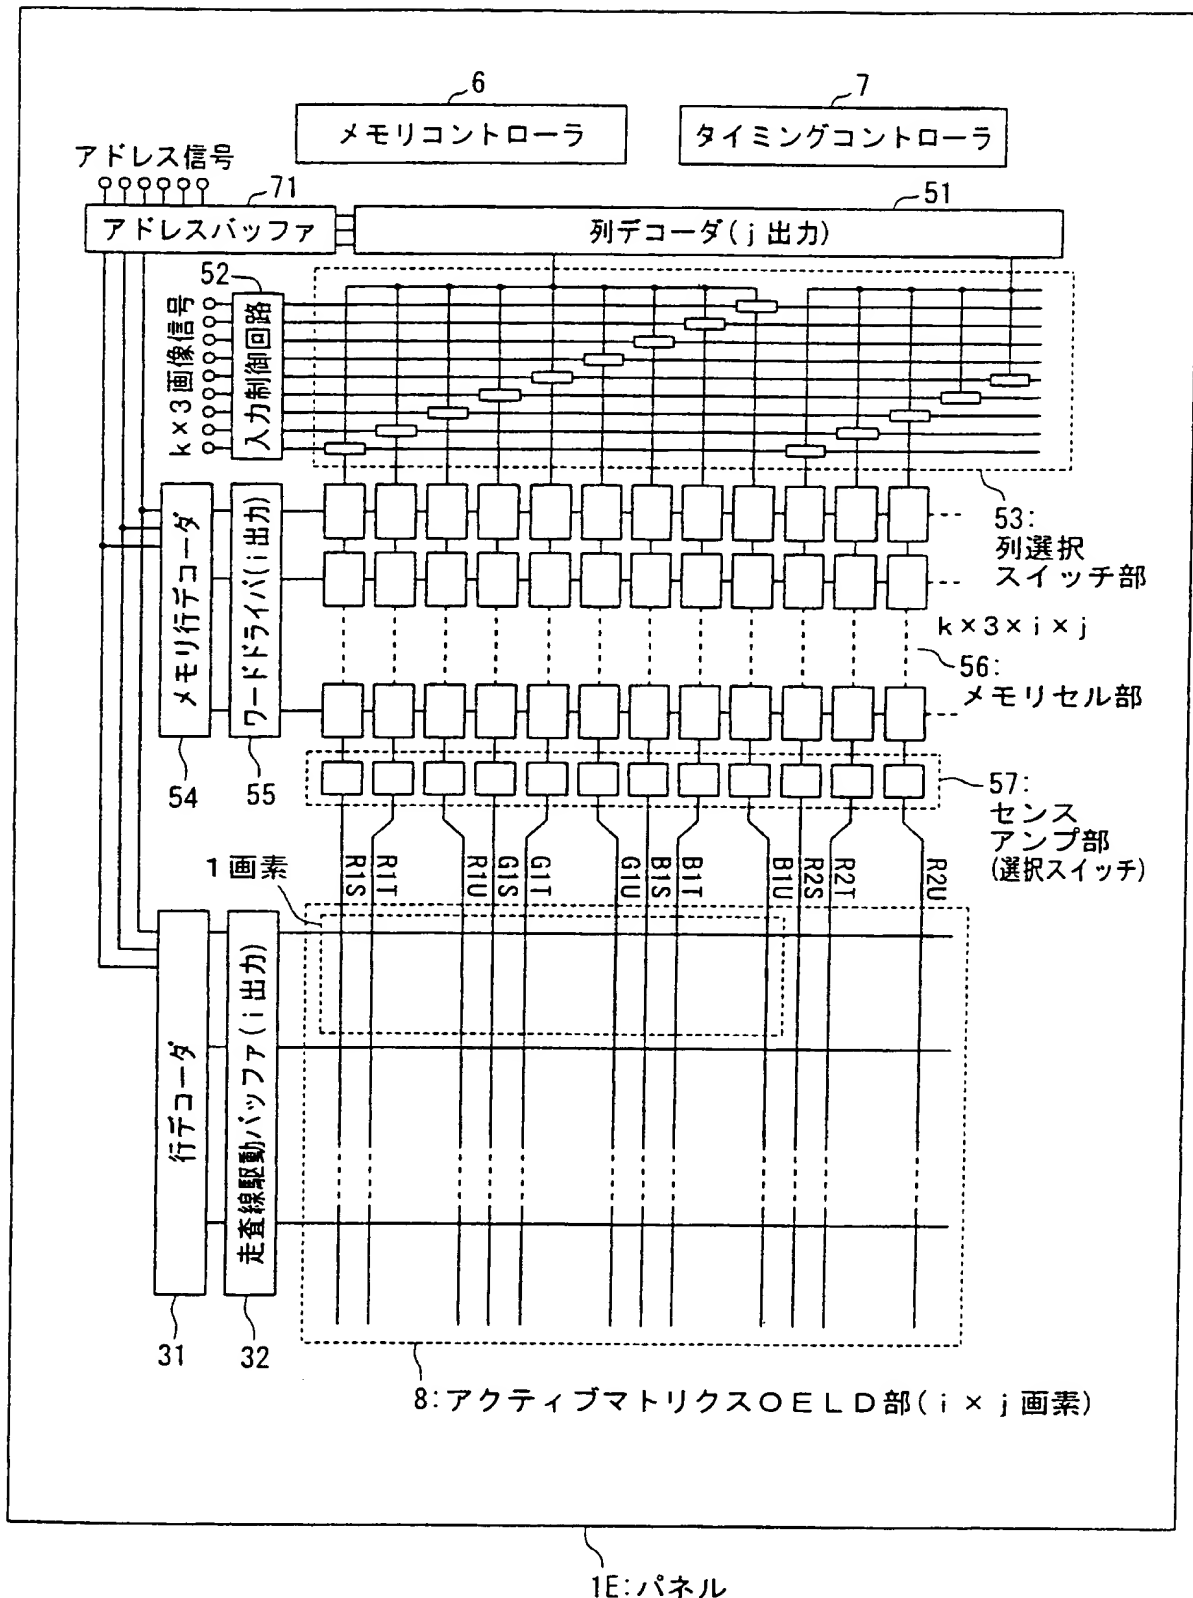 6
7
メモリコントローラ
タイミングコントローラ
アドレス信号
71
51
アドレスバッファ
列デコーダ(j出力)
52
k×3画像信号
入力制御回路
53:
列選択
スイッチ部
メモリ行デコーダ
ワードドライバ(i出力)
k×3×i×j
56:
メモリセル部
54
55
57:
センス
アンプ部
(選択スイッチ)
1画素
R1S
R1T
R1U
G1S
G1T
G1U
B1S
B1T
B1U
R2S
R2T
R2U
行デコーダ
走査線駆動バッファ(i出力)
31
32
8:アクティブマトリクスOELD部(i×j画素)
1E:パネル